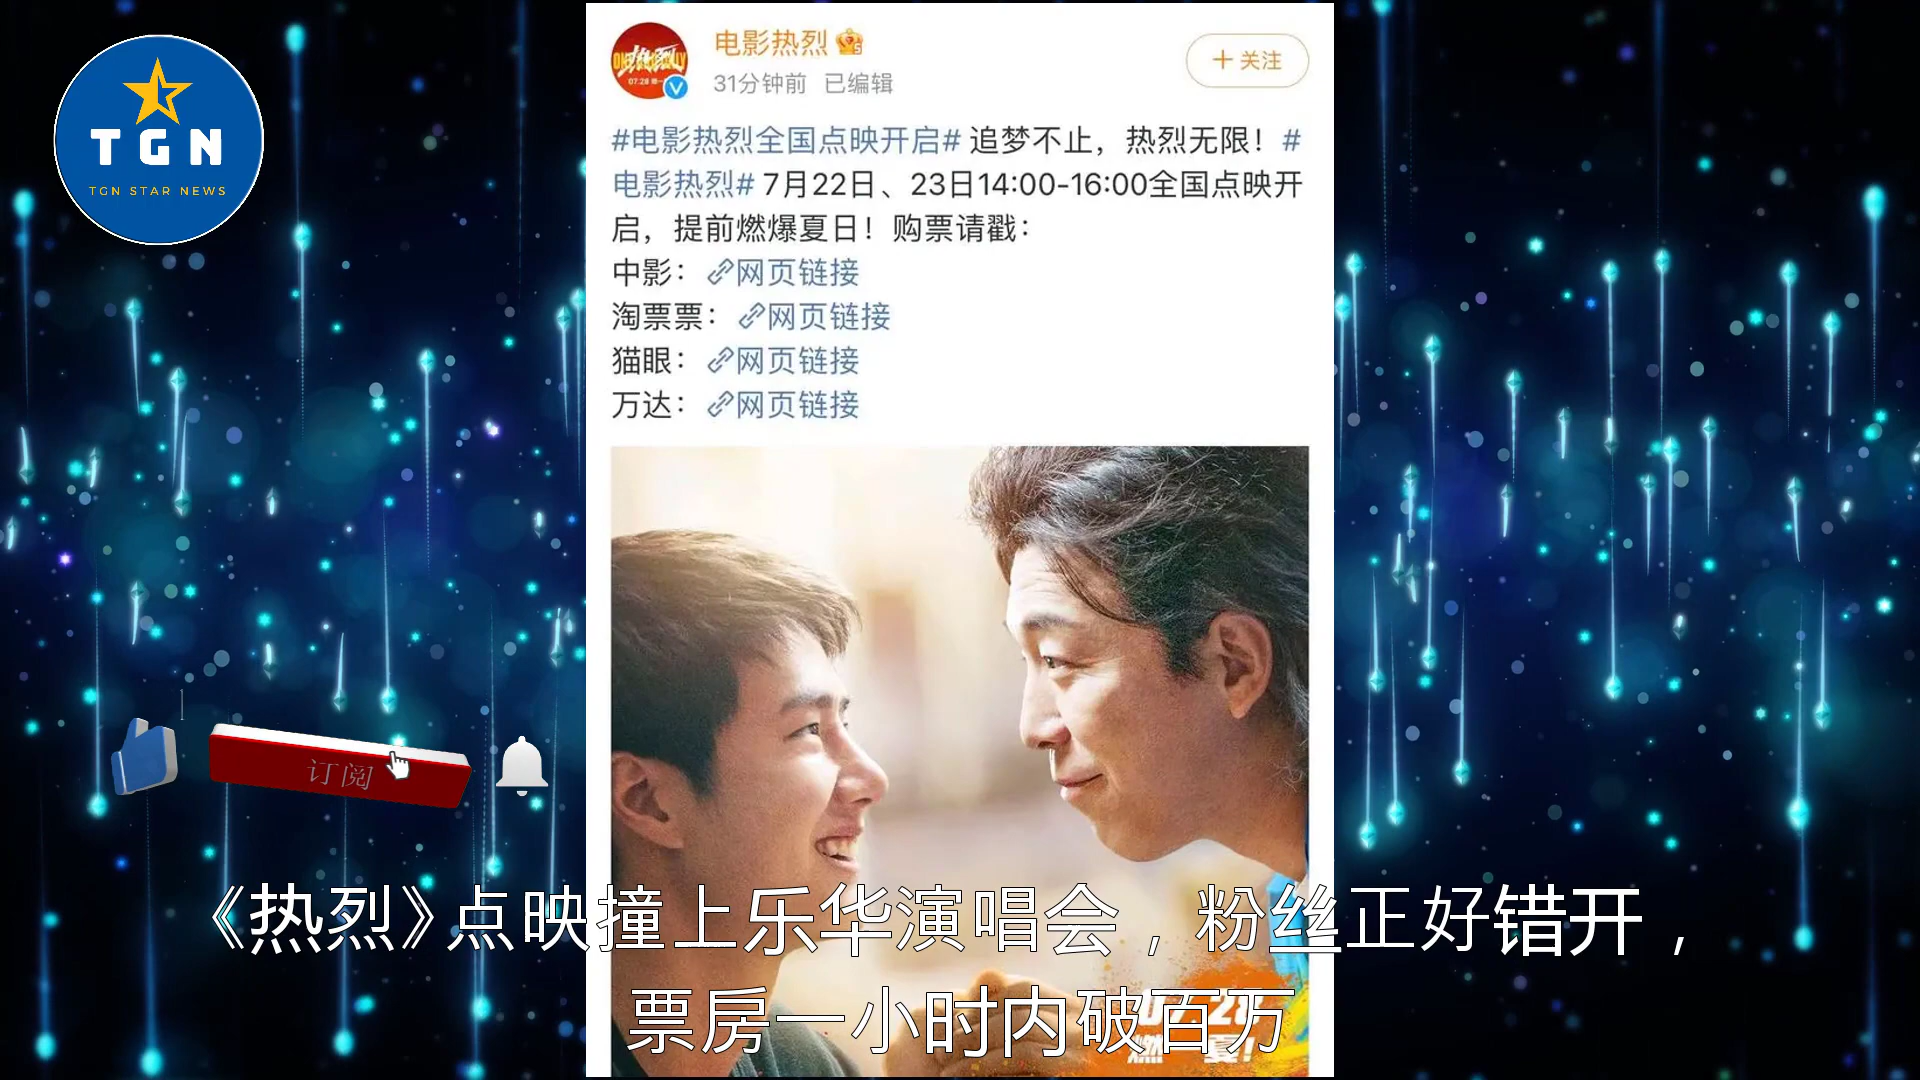 TGN
TGN STAR NEWS
热烈
07.28
电影热烈
31分钟前 已编辑
+关注
#电影热烈全国点映开启# 追梦不止，热烈无限！#
电影热烈# 7月22日、23日14:00-16:00全国点映开
启，提前燃爆夏日！购票请戳：
中影：网页链接
淘票票：网页链接
猫眼：网页链接
万达：网页链接
订阅
《热烈》点映撞上乐华演唱会，粉丝正好错开，
票房一小时内破百万
07.28